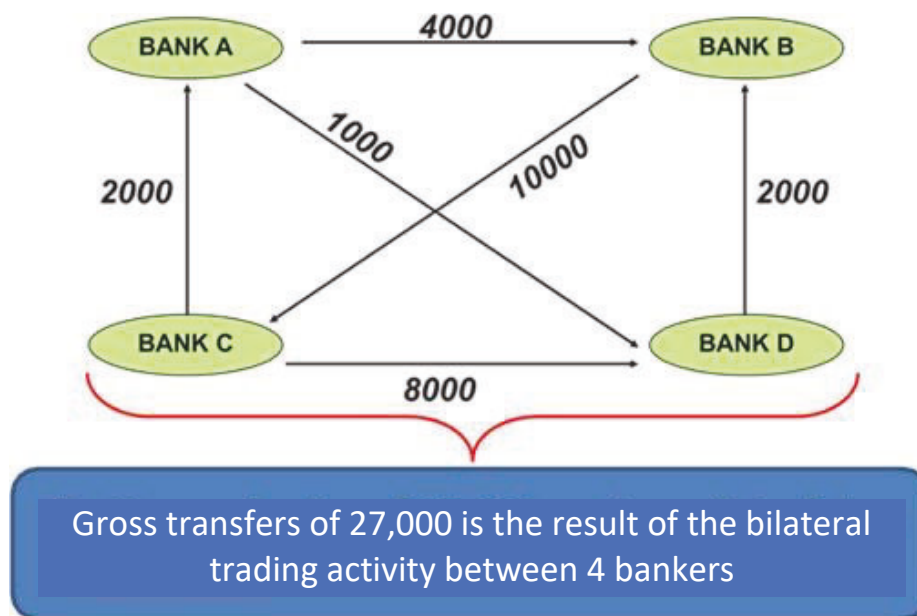 4000
BANK A
BANK B
1000
10000
2000
2000
BANK C
BANK D
8000
Gross transfers of 27,000 is the result of the bilateral
trading activity between 4 bankers